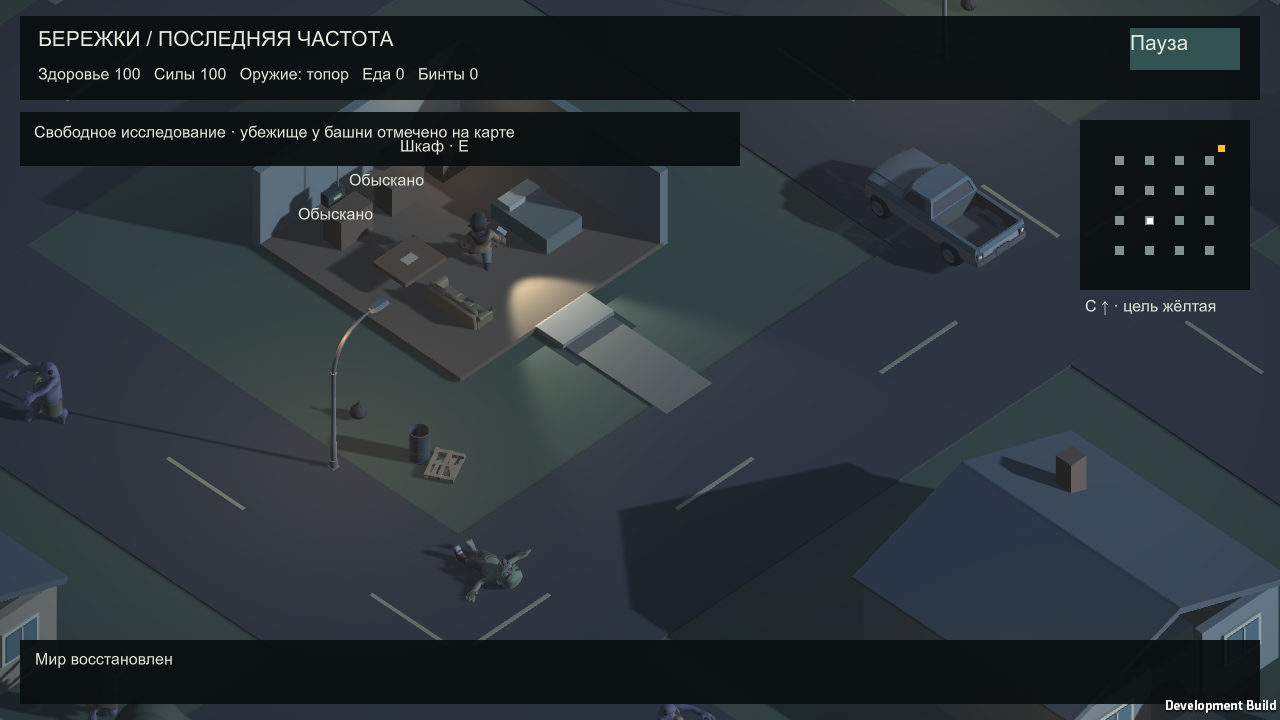 БЕРЕЖКИ / ПОСЛЕДНЯЯ ЧАСТОТА
Пауза
Здоровье 100 Силы 100 Оружие: топор Еда 0 Бинты 0
Свободное исследование · убежище у башни отмечено на карте
Шкаф · E
Обыскано
Обыскано
С ↑ · цель жёлтая
Мир восстановлен
Development Build